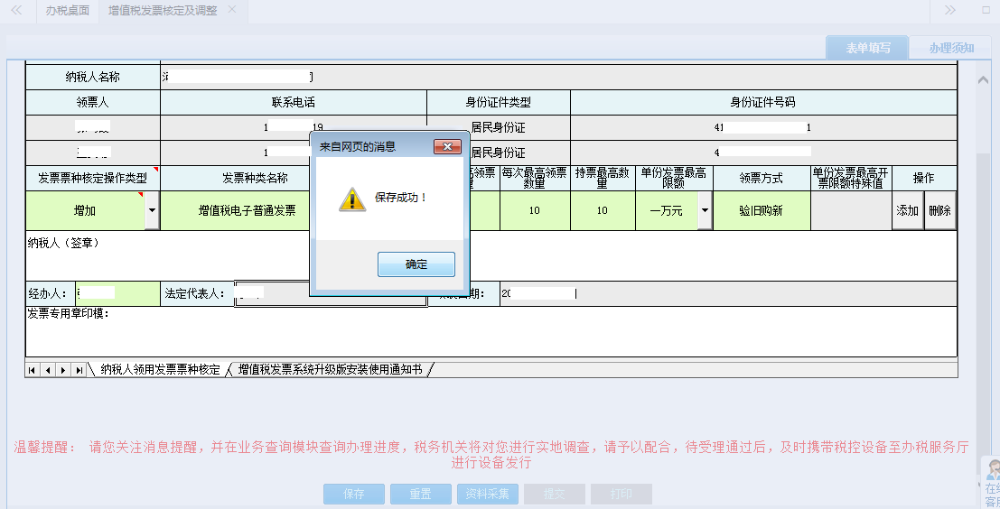 办税桌面 增值税发票核定及调整
表单填写 办理须知
纳税人名称
领票人 联系电话 身份证件类型 身份证件号码
1 19 居民身份证 41 1
1 居民身份证 4
发票票种核定操作类型 发票种类名称 领票 每次最高领票数量 持票最高数量 单份发票最高限额 领票方式 单份发票最高开票限额特殊值 操作
增加 增值税电子普通发票 10 10 一万元 验旧购新 添加 删除
来自网页的消息
保存成功！
确定
纳税人（签章）
经办人： 法定代表人： 日期： 20
发票专用章印模：
纳税人领用发票票种核定 增值税发票系统升级版安装使用通知书
温馨提醒： 请您关注消息提醒，并在业务查询模块查询办理进度，税务机关将对您进行实地调查，请予以配合，待受理通过后，及时携带税控设备至办税服务厅
进行设备发行
保存 重置 资料采集 提交 打印
在线
客服